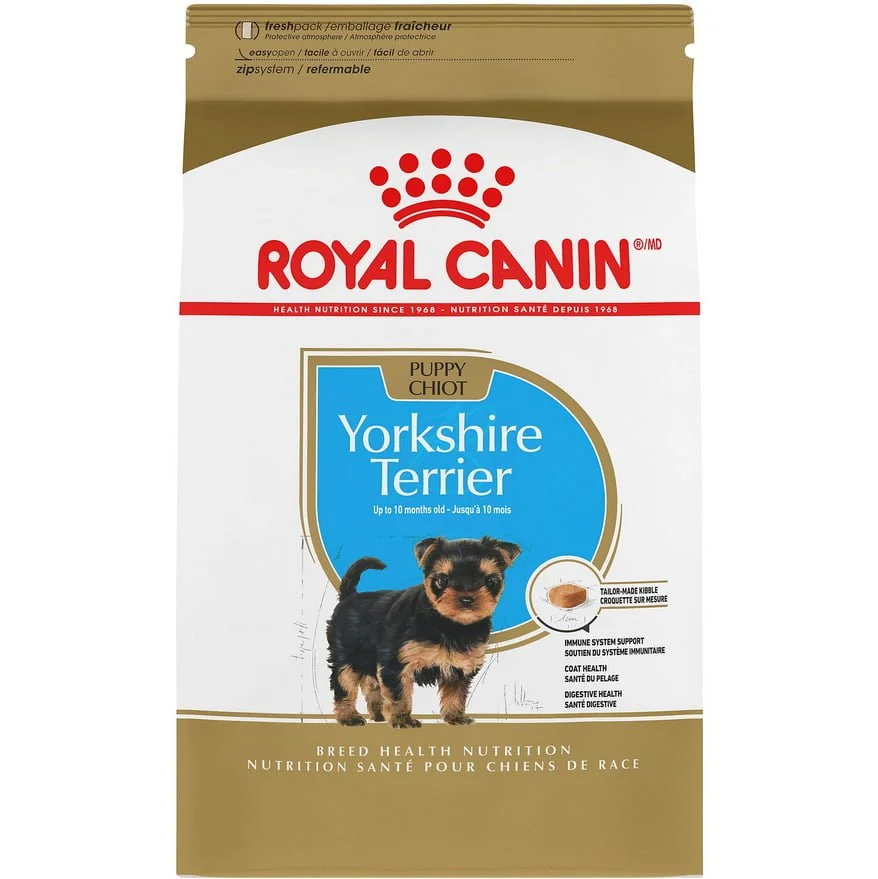 freshpack / emballage fraîcheur
Protective atmosphere / Atmosphère protectrice
easyopen / facile à ouvrir / fácil de abrir
zipsystem / refermable
ROYAL CANIN®/MD
HEALTH NUTRITION SINCE 1968 - NUTRITION SANTÉ DEPUIS 1968
PUPPY
CHIOT
Yorkshire
Terrier
Up to 10 months old - Jusqu'à 10 mois
TAILOR-MADE KIBBLE
CROQUETTE SUR MESURE
1 cm
IMMUNE SYSTEM SUPPORT
SOUTIEN DU SYSTÈME IMMUNITAIRE
COAT HEALTH
SANTÉ DU PELAGE
DIGESTIVE HEALTH
SANTÉ DIGESTIVE
BREED HEALTH NUTRITION
NUTRITION SANTÉ POUR CHIENS DE RACE